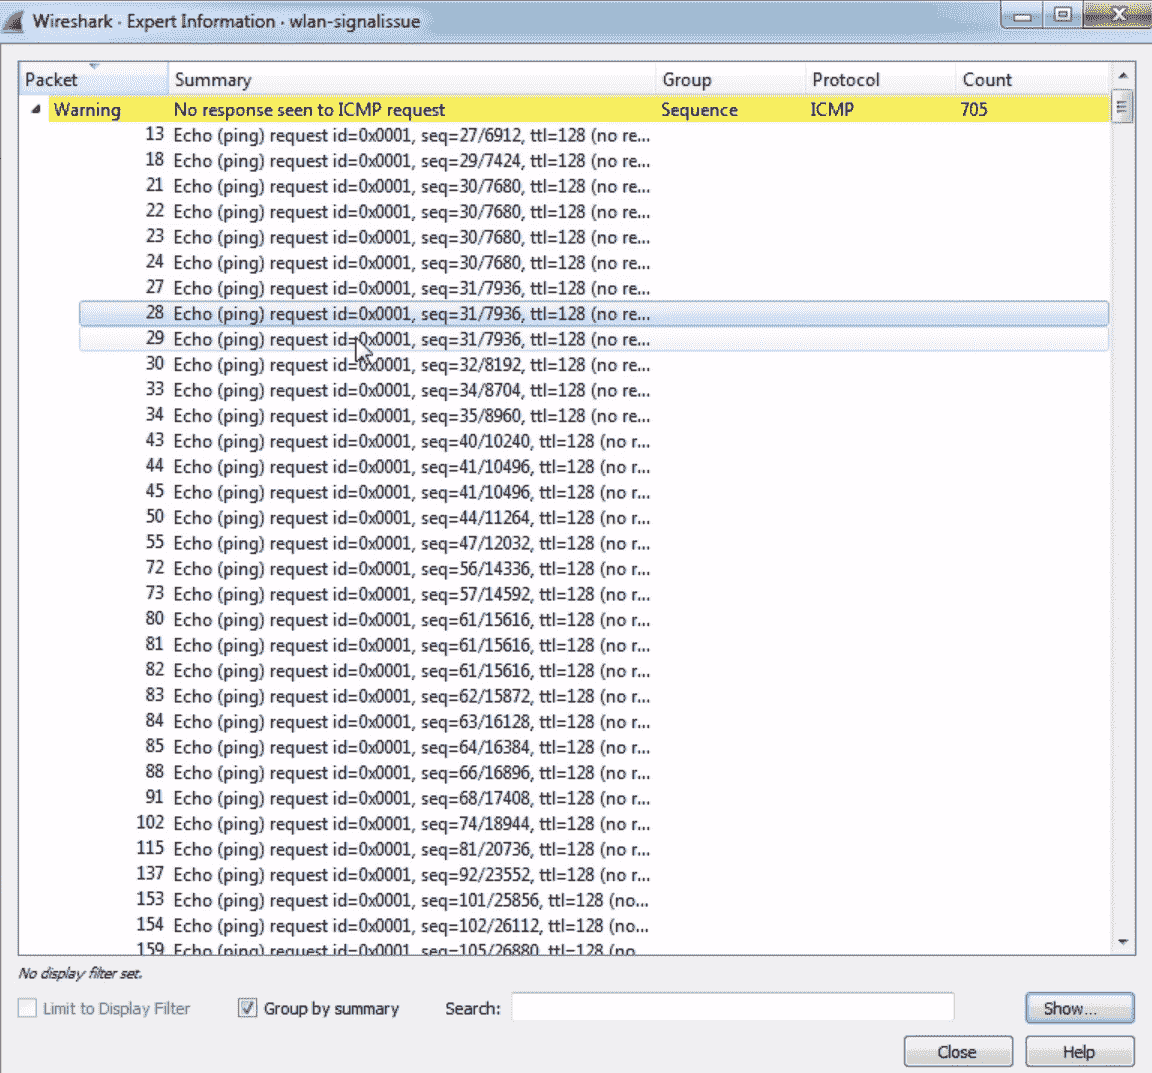 Wireshark · Expert Information · wlan-signalissue
Packet Summary Group Protocol Count
Warning No response seen to ICMP request Sequence ICMP 705
13 Echo (ping) request id=0x0001, seq=27/6912, ttl=128 (no re...
18 Echo (ping) request id=0x0001, seq=29/7424, ttl=128 (no re...
21 Echo (ping) request id=0x0001, seq=30/7680, ttl=128 (no re...
22 Echo (ping) request id=0x0001, seq=30/7680, ttl=128 (no re...
23 Echo (ping) request id=0x0001, seq=30/7680, ttl=128 (no re...
24 Echo (ping) request id=0x0001, seq=30/7680, ttl=128 (no re...
27 Echo (ping) request id=0x0001, seq=31/7936, ttl=128 (no re...
28 Echo (ping) request id=0x0001, seq=31/7936, ttl=128 (no re...
29 Echo (ping) request id=0x0001, seq=31/7936, ttl=128 (no re...
30 Echo (ping) request id=0x0001, seq=32/8192, ttl=128 (no re...
33 Echo (ping) request id=0x0001, seq=34/8704, ttl=128 (no re...
34 Echo (ping) request id=0x0001, seq=35/8960, ttl=128 (no re...
43 Echo (ping) request id=0x0001, seq=40/10240, ttl=128 (no r...
44 Echo (ping) request id=0x0001, seq=41/10496, ttl=128 (no r...
45 Echo (ping) request id=0x0001, seq=41/10496, ttl=128 (no r...
50 Echo (ping) request id=0x0001, seq=44/11264, ttl=128 (no r...
55 Echo (ping) request id=0x0001, seq=47/12032, ttl=128 (no r...
72 Echo (ping) request id=0x0001, seq=56/14336, ttl=128 (no r...
73 Echo (ping) request id=0x0001, seq=57/14592, ttl=128 (no r...
80 Echo (ping) request id=0x0001, seq=61/15616, ttl=128 (no r...
81 Echo (ping) request id=0x0001, seq=61/15616, ttl=128 (no r...
82 Echo (ping) request id=0x0001, seq=61/15616, ttl=128 (no r...
83 Echo (ping) request id=0x0001, seq=62/15872, ttl=128 (no r...
84 Echo (ping) request id=0x0001, seq=63/16128, ttl=128 (no r...
85 Echo (ping) request id=0x0001, seq=64/16384, ttl=128 (no r...
88 Echo (ping) request id=0x0001, seq=66/16896, ttl=128 (no r...
91 Echo (ping) request id=0x0001, seq=68/17408, ttl=128 (no r...
102 Echo (ping) request id=0x0001, seq=74/18944, ttl=128 (no r...
115 Echo (ping) request id=0x0001, seq=81/20736, ttl=128 (no r...
137 Echo (ping) request id=0x0001, seq=92/23552, ttl=128 (no r...
153 Echo (ping) request id=0x0001, seq=101/25856, ttl=128 (no...
154 Echo (ping) request id=0x0001, seq=102/26112, ttl=128 (no...
159 Echo (ping) request id=0x0001, seq=105/26880, ttl=128 (no
No display filter set.
Limit to Display Filter Group by summary Search: Show...
Close Help